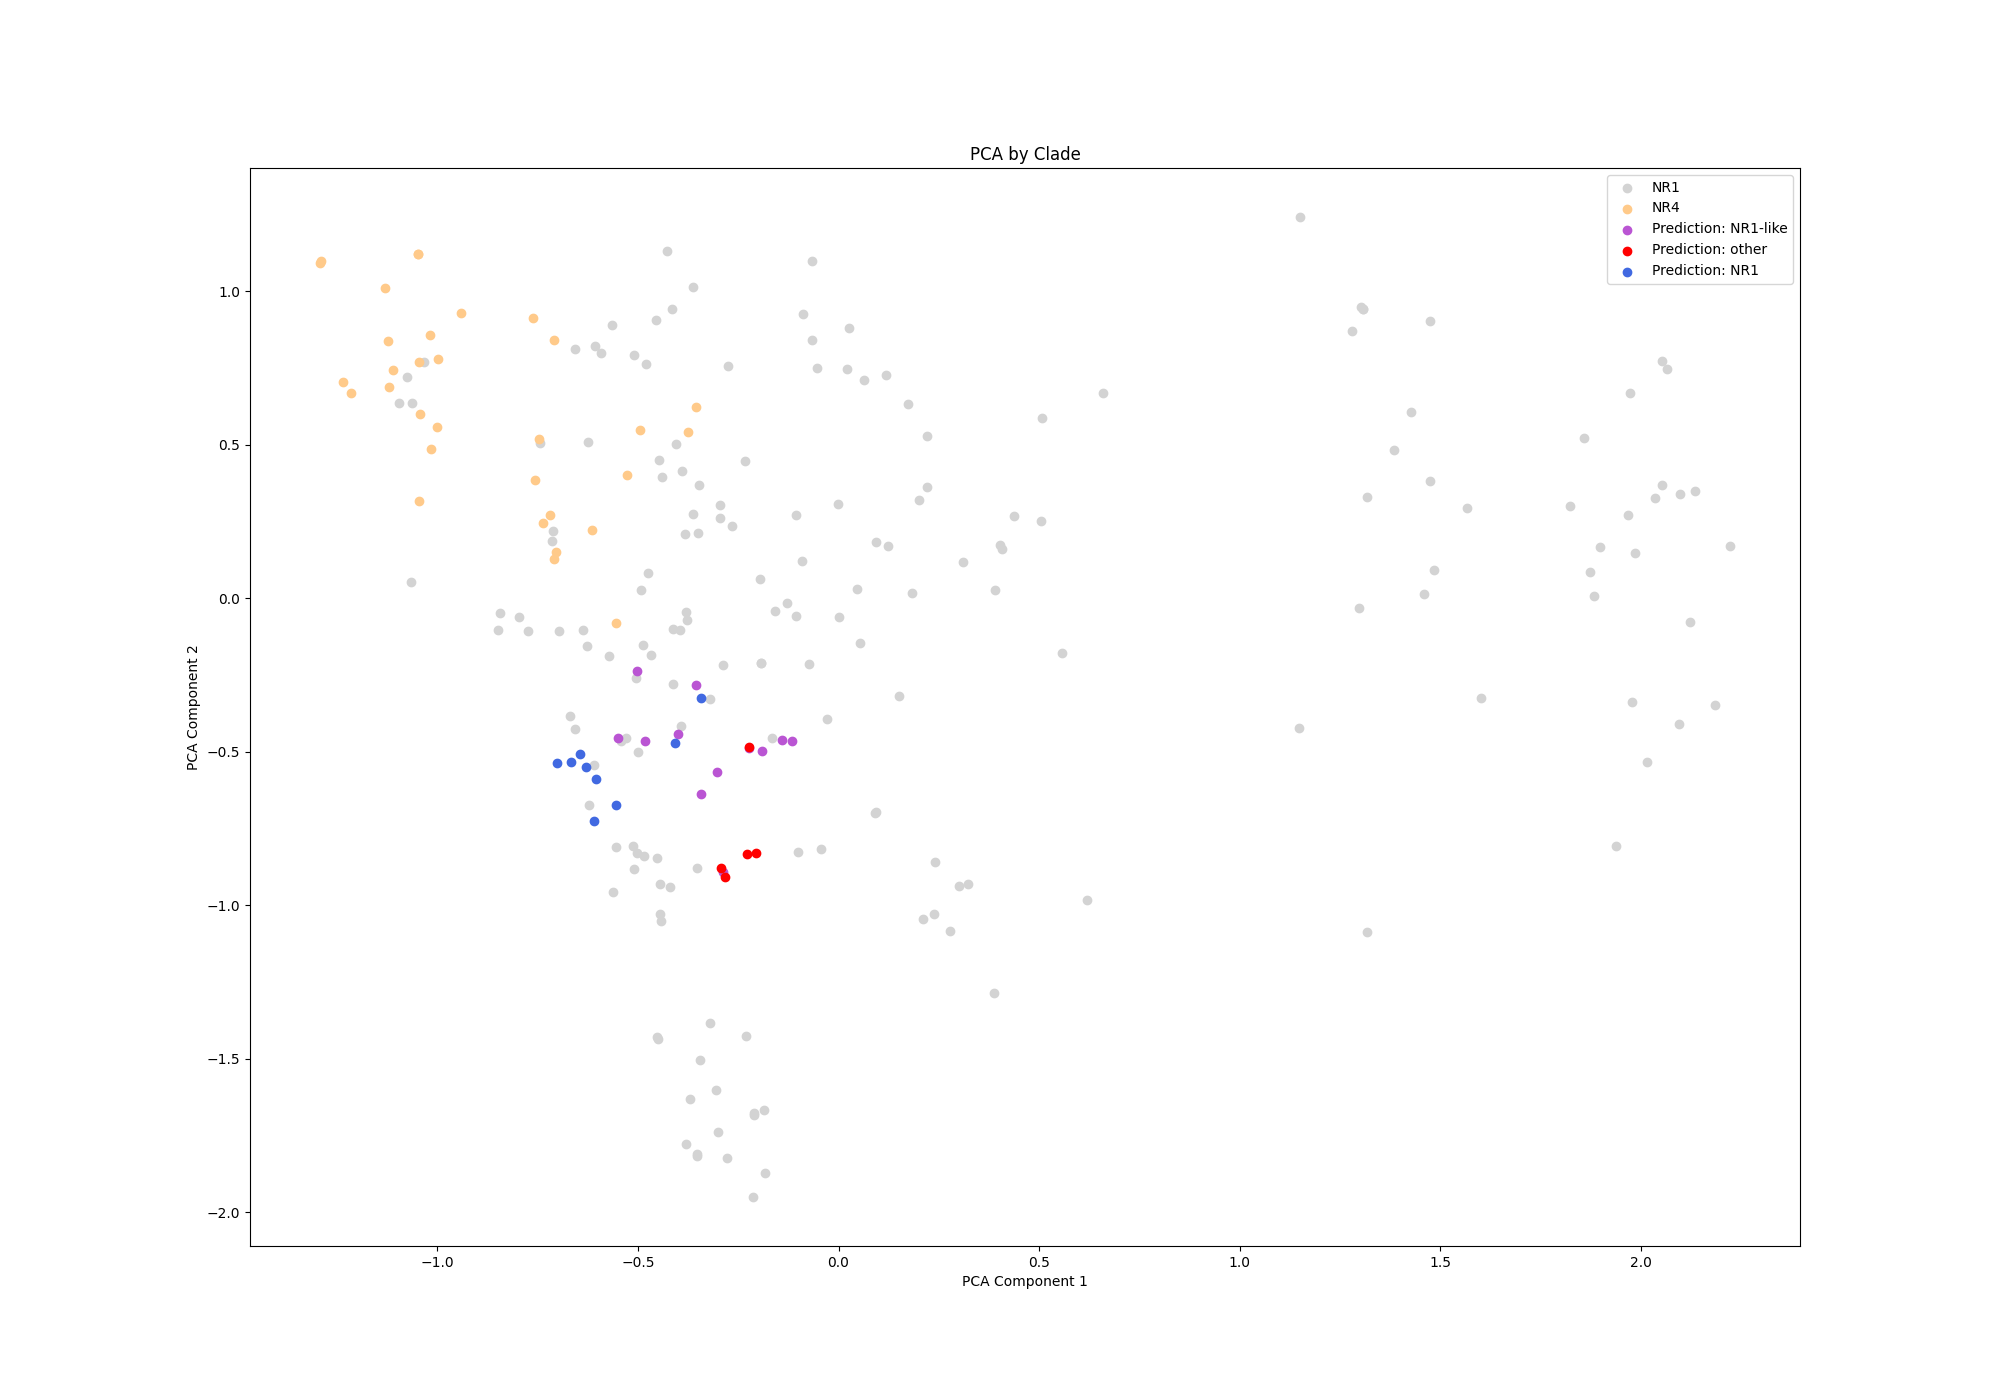 PCA by Clade
NR1
NR4
Prediction: NR1-like
Prediction: other
Prediction: NR1
1.0
0.5
0.0
−0.5
−1.0
−1.5
−2.0
PCA Component 2
−1.0
−0.5
0.0
0.5
1.0
1.5
2.0
PCA Component 1